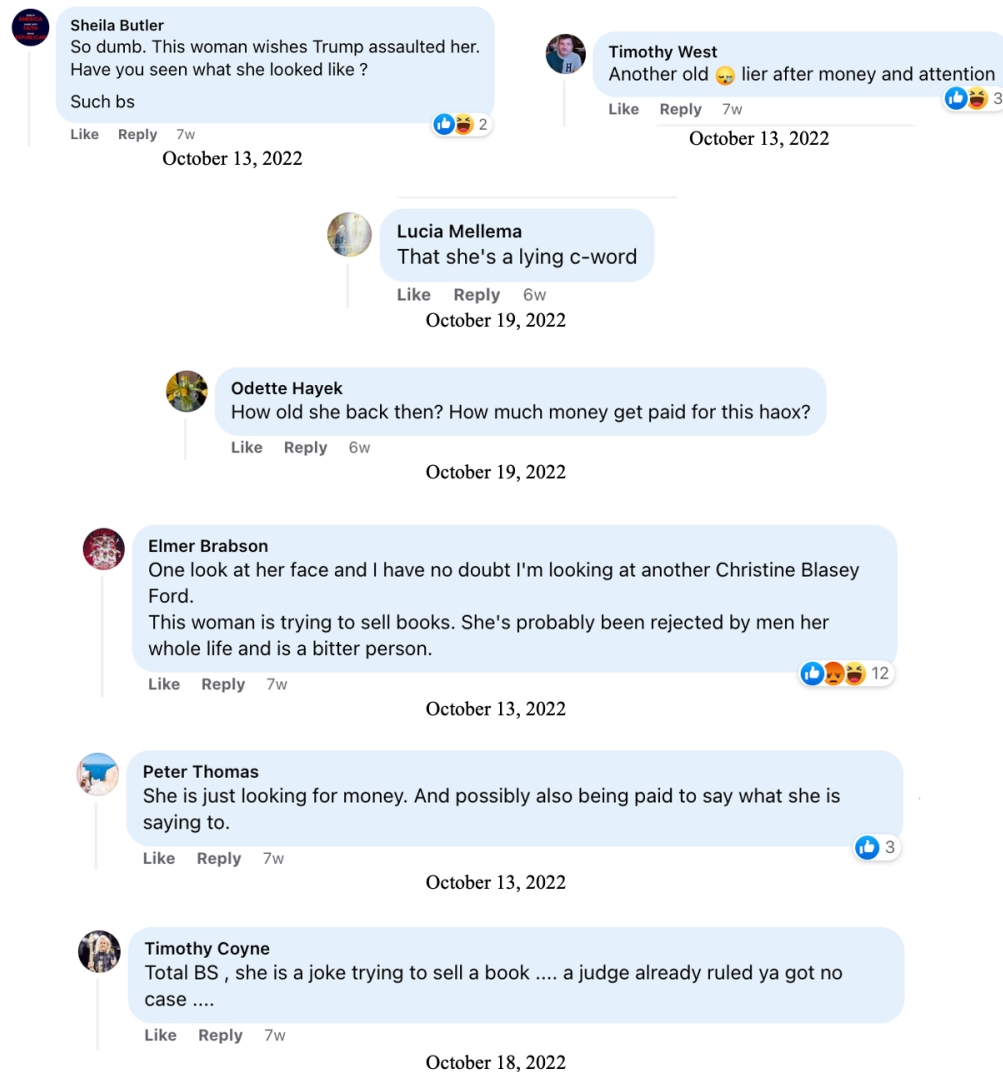 Sheila Butler
So dumb. This woman wishes Trump assaulted her.
Have you seen what she looked like ?
Such bs
2
Like Reply 7w
October 13, 2022
Timothy West
Another old 😪 lier after money and attention
3
Like Reply 7w
October 13, 2022
Lucia Mellema
That she's a lying c-word
Like Reply 6w
October 19, 2022
Odette Hayek
How old she back then? How much money get paid for this haox?
Like Reply 6w
October 19, 2022
Elmer Brabson
One look at her face and I have no doubt I'm looking at another Christine Blasey
Ford.
This woman is trying to sell books. She's probably been rejected by men her
whole life and is a bitter person.
12
Like Reply 7w
October 13, 2022
Peter Thomas
She is just looking for money. And possibly also being paid to say what she is
saying to.
3
Like Reply 7w
October 13, 2022
Timothy Coyne
Total BS , she is a joke trying to sell a book .... a judge already ruled ya got no
case ....
Like Reply 7w
October 18, 2022